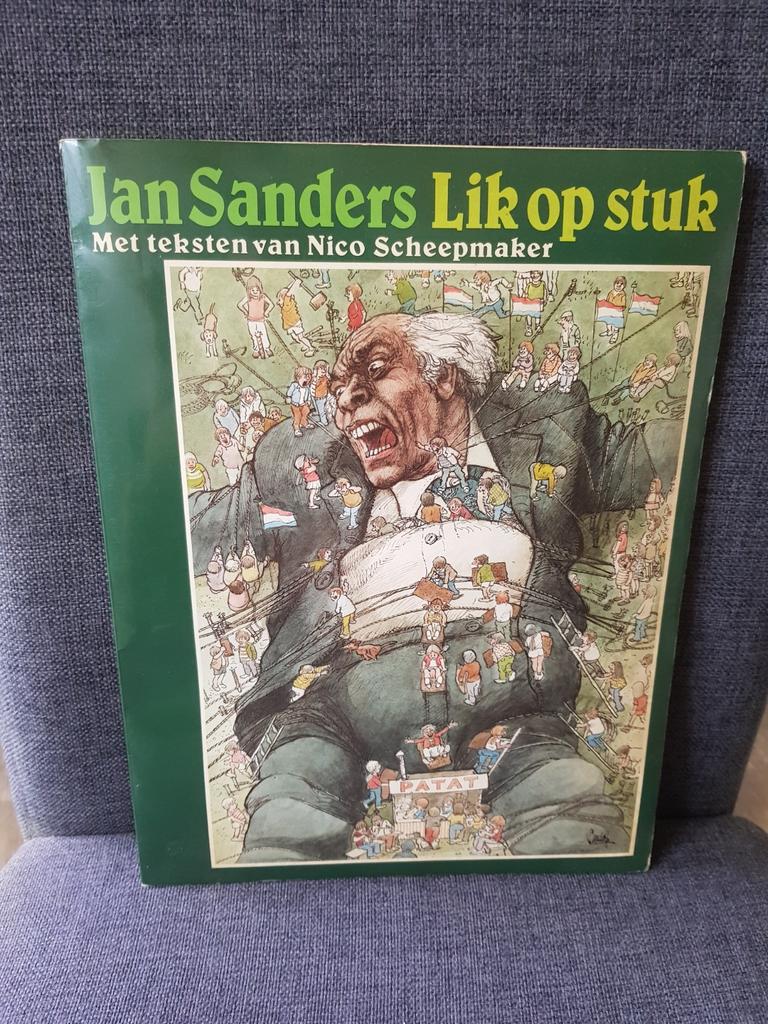 Jan Sanders Lik op stuk
Met teksten van Nico Scheepmaker
PATAT